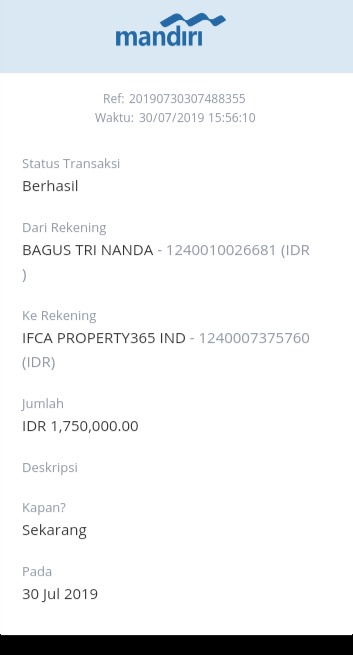 mandiri
Ref: 20190730307488355
Waktu: 30/07/2019 15:56:10
Status Transaksi
Berhasil
Dari Rekening
BAGUS TRI NANDA - 1240010026681 (IDR
)
Ke Rekening
IFCA PROPERTY365 IND - 1240007375760
(IDR)
Jumlah
IDR 1,750,000.00
Deskripsi
Kapan?
Sekarang
Pada
30 Jul 2019